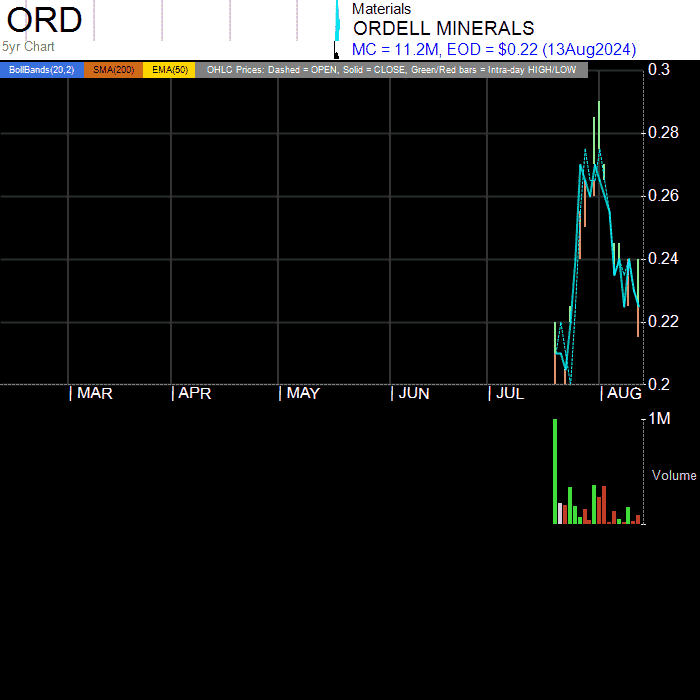 ORD
5yr Chart
Materials
ORDELL MINERALS
MC = 11.2M, EOD = $0.22 (13Aug2024)
BollBands(20,2) SMA(200) EMA(50) OHLC Prices: Dashed = OPEN, Solid = CLOSE, Green/Red bars = Intra-day HIGH/LOW
0.3
0.28
0.26
0.24
0.22
0.2
MAR APR MAY JUN JUL AUG
1M
Volume